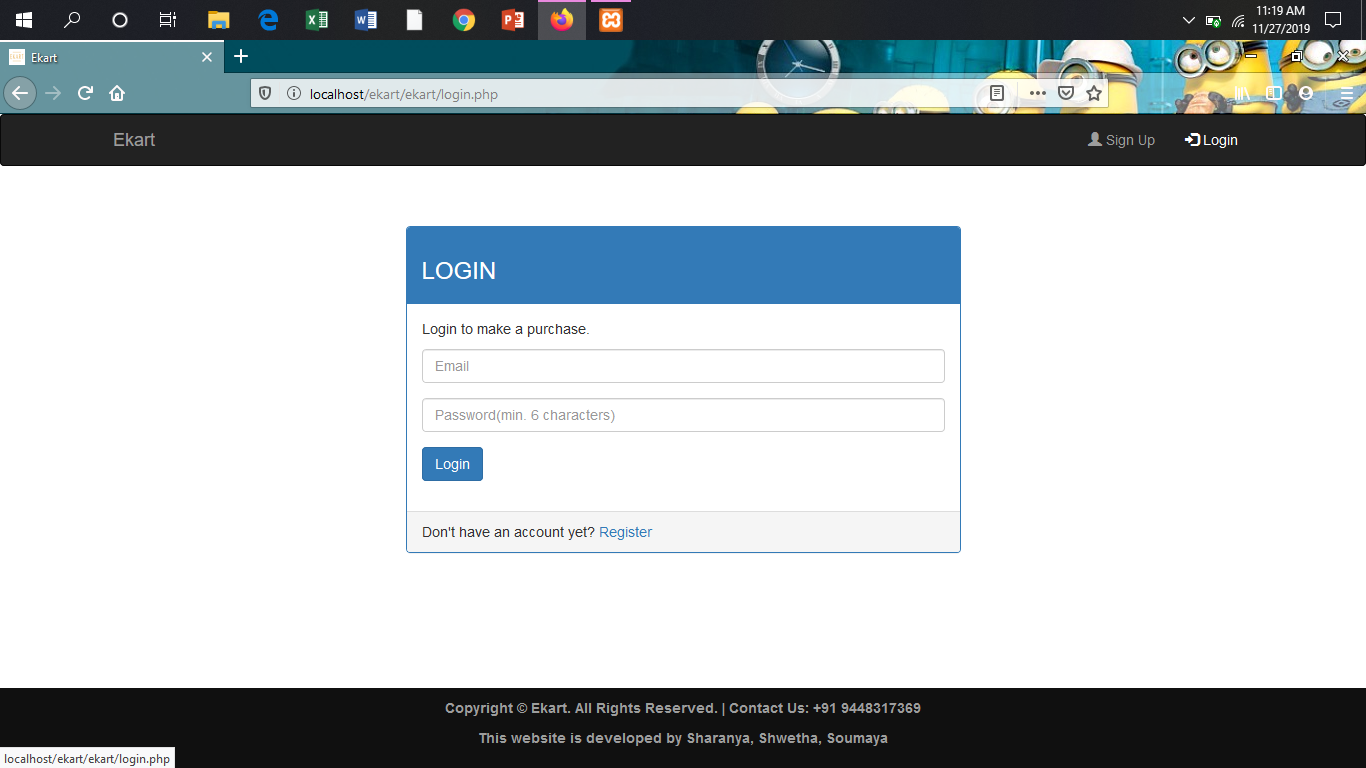 11:19 AM
11/27/2019
Ekart
localhost/ekart/ekart/login.php
Ekart
Sign Up
Login
LOGIN
Login to make a purchase.
Email
Password(min. 6 characters)
Login
Don't have an account yet? Register
Copyright © Ekart. All Rights Reserved. | Contact Us: +91 9448317369
This website is developed by Sharanya, Shwetha, Soumaya
localhost/ekart/ekart/login.php